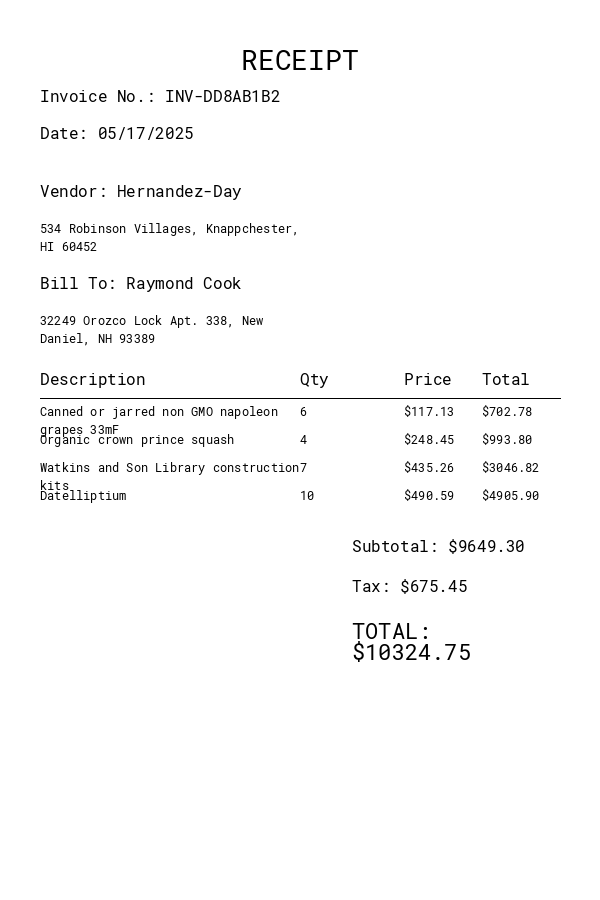 RECEIPT
Invoice No.: INV-DD8AB1B2
Date: 05/17/2025
Vendor: Hernandez-Day
534 Robinson Villages, Knappchester,
HI 60452
Bill To: Raymond Cook
32249 Orozco Lock Apt. 338, New
Daniel, NH 93389
Description Qty Price Total
Canned or jarred non GMO napoleon 6 $117.13 $702.78
grapes 33mF
Organic crown prince squash 4 $248.45 $993.80
Watkins and Son Library construction 7 $435.26 $3046.82
kits
Datelliptium 10 $490.59 $4905.90
Subtotal: $9649.30
Tax: $675.45
TOTAL:
$10324.75